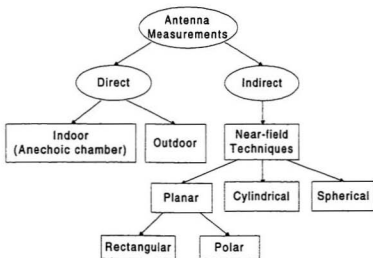 Antenna
Measurements
Direct
Indirect
Indoor
(Anechoic chamber)
Outdoor
Near-field
Techniques
Planar
Cylindrical
Spherical
Rectangular
Polar